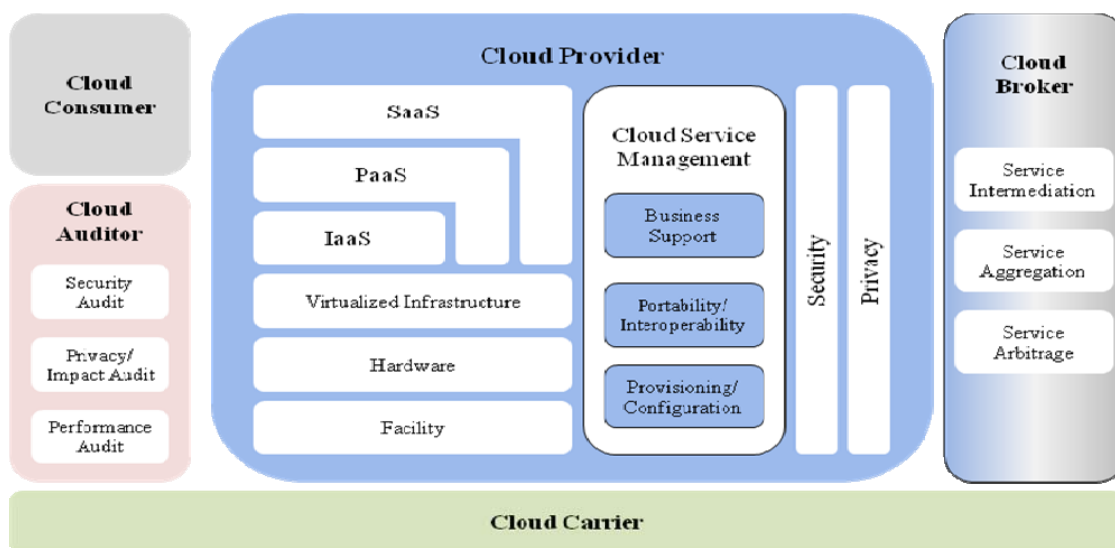 Cloud
Consumer
Cloud
Auditor
Security
Audit
Privacy/
Impact Audit
Performance
Audit
Cloud Provider
SaaS
PaaS
IaaS
Virtualized Infrastructure
Hardware
Facility
Cloud Service
Management
Business
Support
Portability/
Interoperability
Provisioning/
Configuration
Security
Privacy
Cloud
Broker
Service
Intermediation
Service
Aggregation
Service
Arbitrage
Cloud Carrier